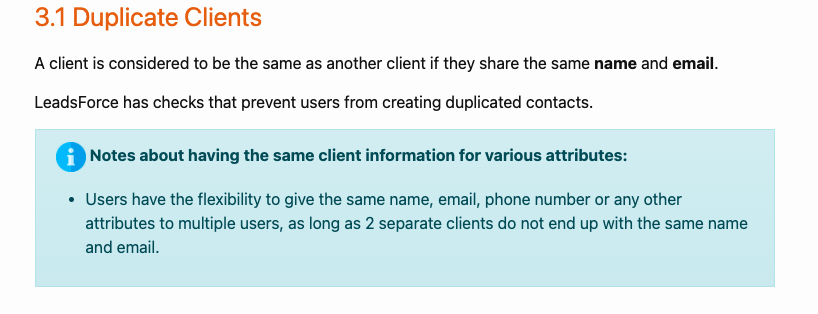 3.1 Duplicate Clients
A client is considered to be the same as another client if they share the same name and email.
LeadsForce has checks that prevent users from creating duplicated contacts.
i Notes about having the same client information for various attributes:
• Users have the flexibility to give the same name, email, phone number or any other
attributes to multiple users, as long as 2 separate clients do not end up with the same name
and email.